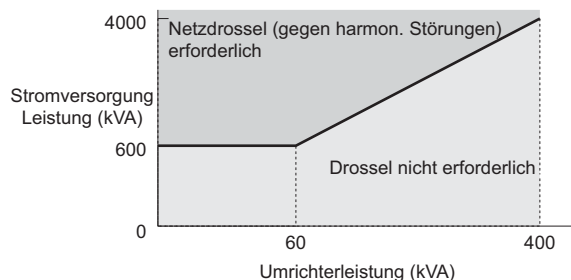 4000
Netzdrossel (gegen harmon. Störungen)
erforderlich
Stromversorgung
Leistung (kVA)
600
Drossel nicht erforderlich
0
60
400
Umrichterleistung (kVA)